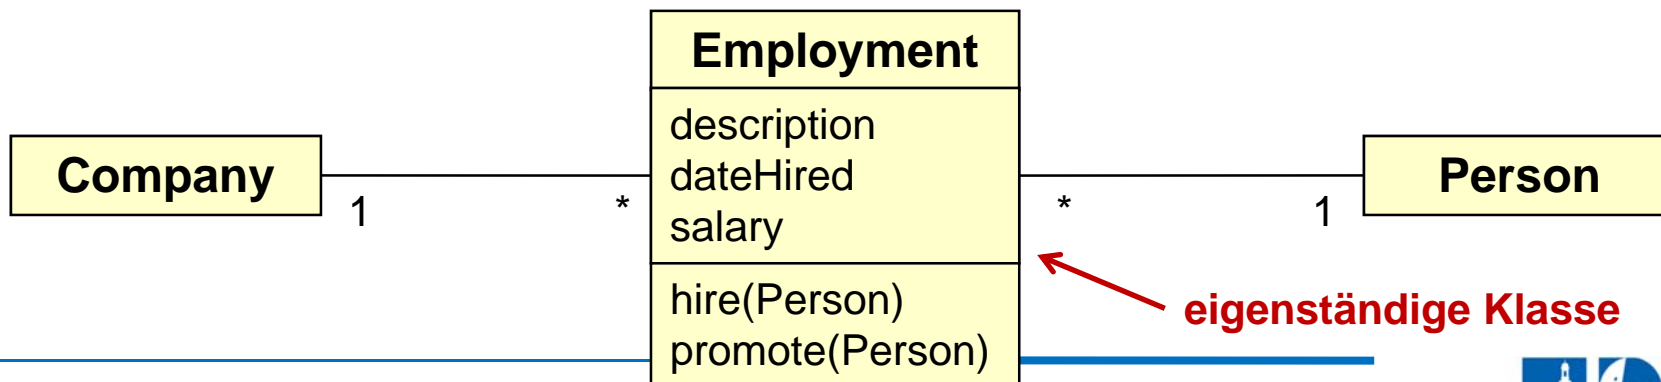 Employment
description
dateHired
salary
hire(Person)
promote(Person)
Company
1
*
*
1
Person
eigenständige Klasse